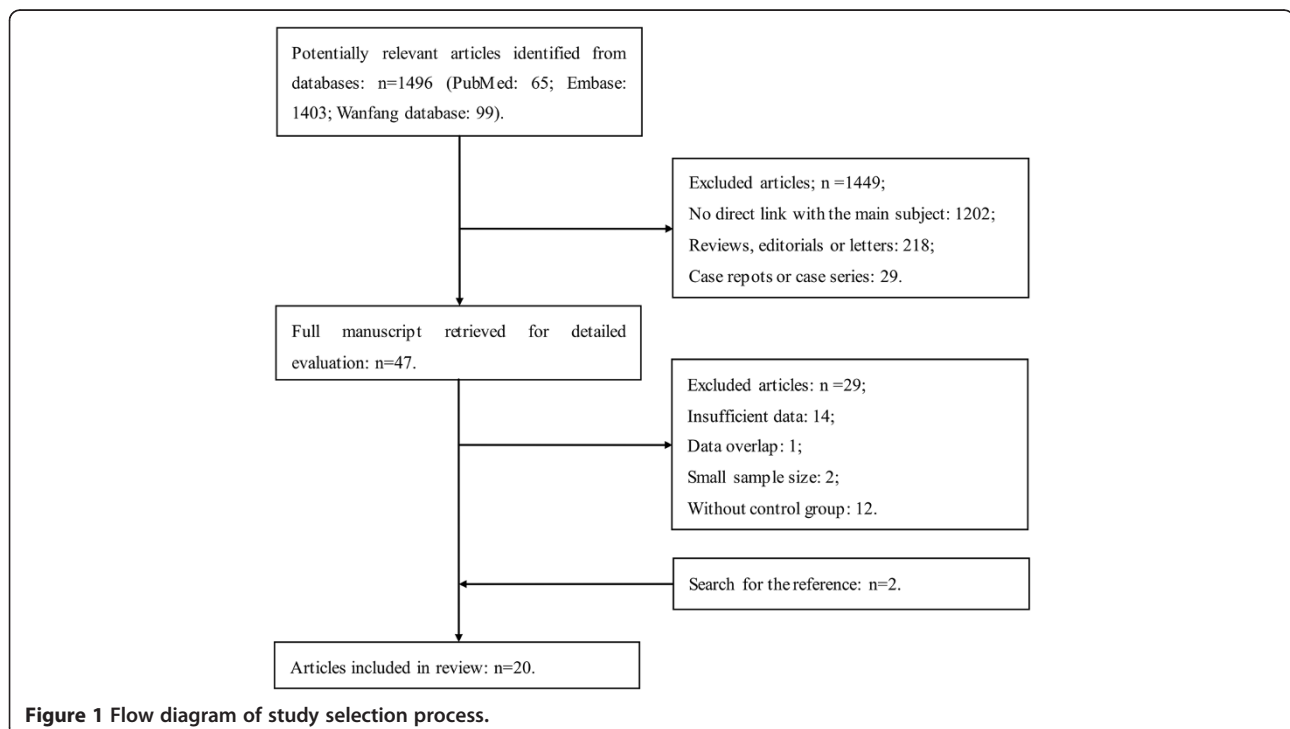 Potentially relevant articles identified from
databases: n=1496 (PubMed: 65; Embase:
1403; Wanfang database: 99).
Excluded articles; n =1449;
No direct link with the main subject: 1202;
Reviews, editorials or letters: 218;
Case repots or case series: 29.
Full manuscript retrieved for detailed
evaluation: n=47.
Excluded articles: n =29;
Insufficient data: 14;
Data overlap: 1;
Small sample size: 2;
Without control group: 12.
Search for the reference: n=2.
Articles included in review: n=20.
Figure 1 Flow diagram of study selection process.